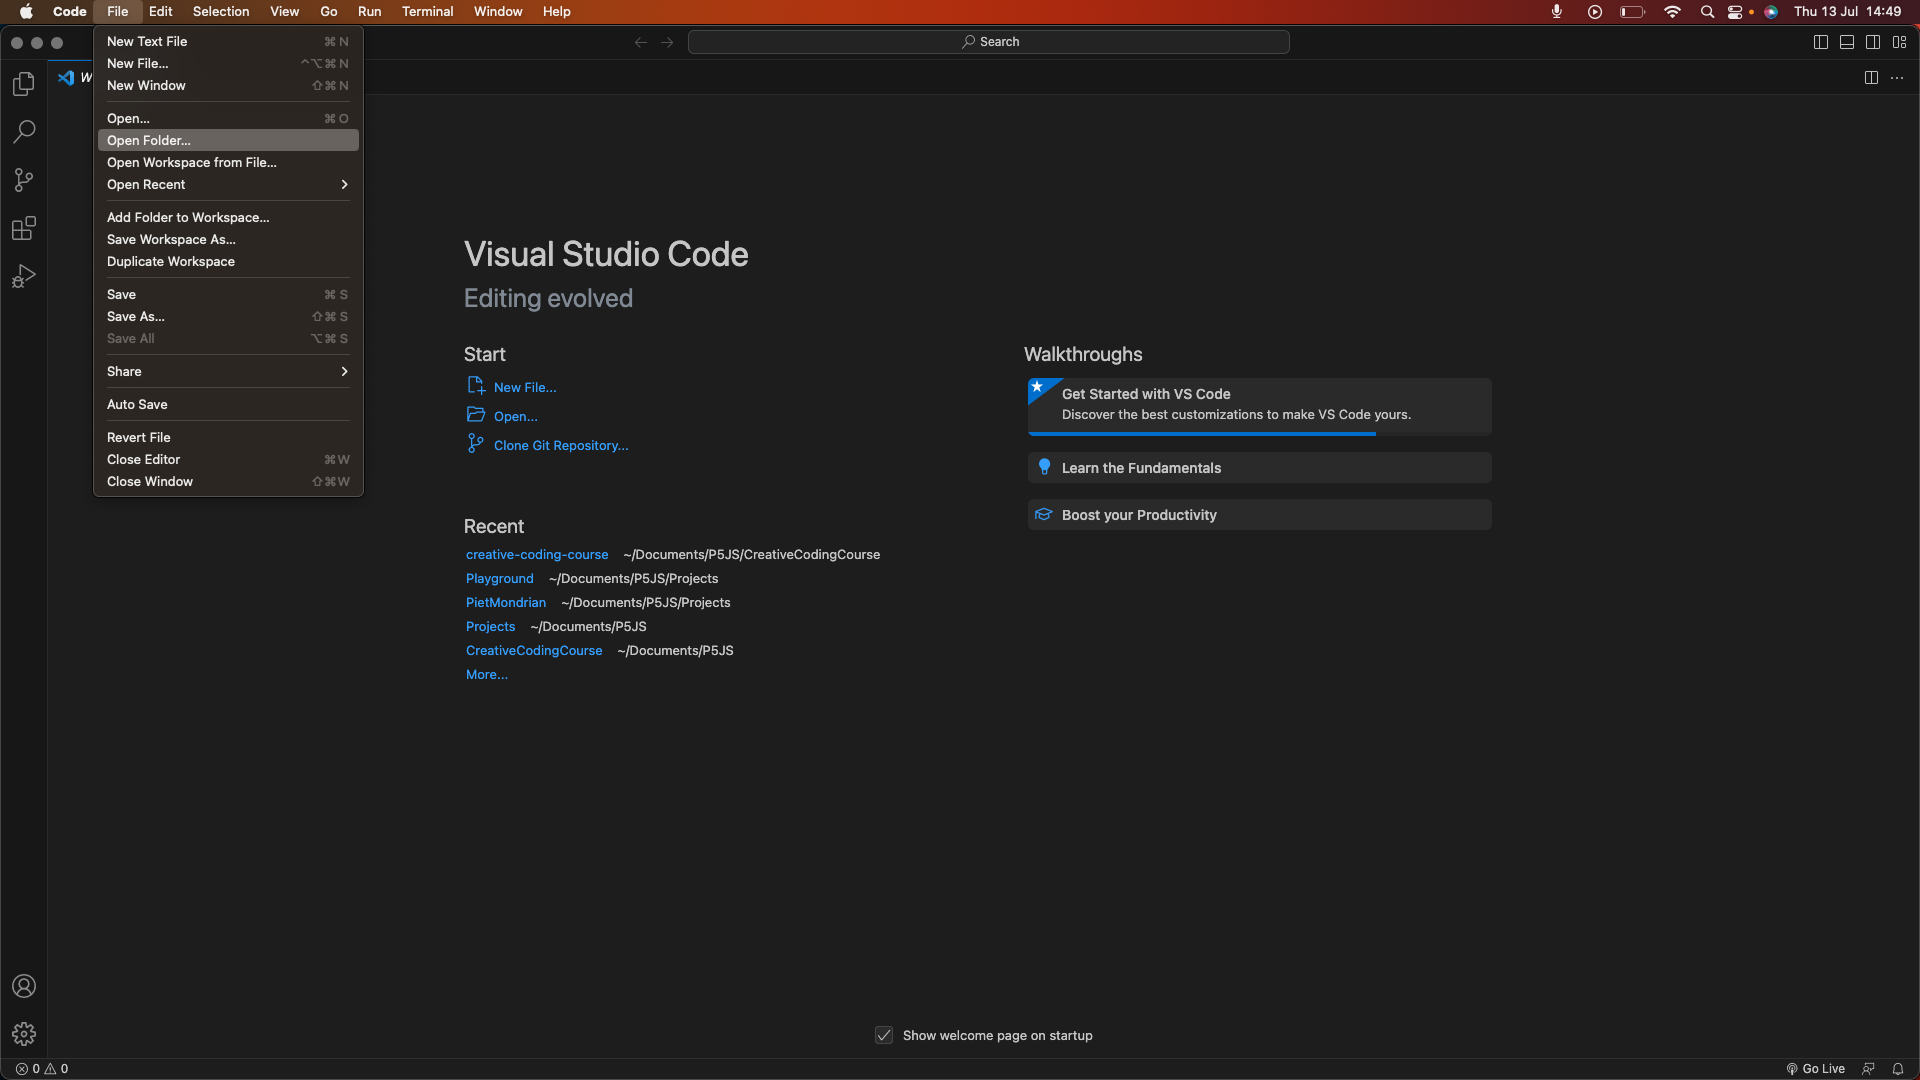 Code File Edit Selection View Go Run Terminal Window Help Thu 13 Jul 14:49
Search
W
New Text File ⌘ N
New File... ⌃⌥⌘ N
New Window ⇧⌘ N
Open... ⌘ O
Open Folder...
Open Workspace from File...
Open Recent
Add Folder to Workspace...
Save Workspace As...
Duplicate Workspace
Save ⌘ S
Save As... ⇧⌘ S
Save All ⌥⌘ S
Share
Auto Save
Revert File
Close Editor ⌘W
Close Window ⇧⌘W
Visual Studio Code
Editing evolved
Start
New File...
Open...
Clone Git Repository...
Recent
creative-coding-course ~/Documents/P5JS/CreativeCodingCourse
Playground ~/Documents/P5JS/Projects
PietMondrian ~/Documents/P5JS/Projects
Projects ~/Documents/P5JS
CreativeCodingCourse ~/Documents/P5JS
More...
Walkthroughs
Get Started with VS Code
Discover the best customizations to make VS Code yours.
Learn the Fundamentals
Boost your Productivity
Show welcome page on startup
0 0 Go Live